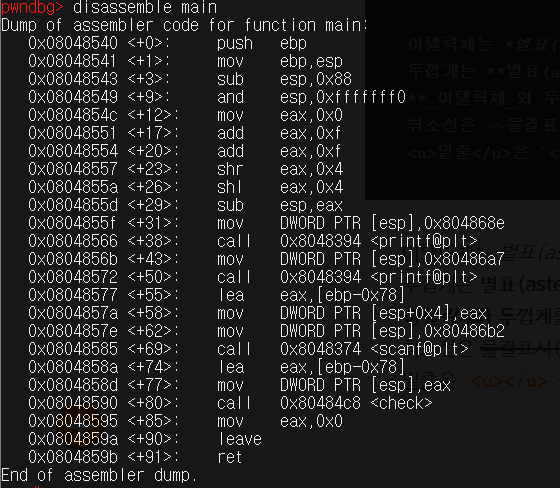 pwndbg> disassemble main
Dump of assembler code for function main:
0x08048540 <+0>: push ebp
0x08048541 <+1>: mov ebp,esp
0x08048543 <+3>: sub esp,0x88
0x08048549 <+9>: and esp,0xfffffff0
0x0804854c <+12>: mov eax,0x0
0x08048551 <+17>: add eax,0xf
0x08048554 <+20>: add eax,0xf
0x08048557 <+23>: shr eax,0x4
0x0804855a <+26>: shl eax,0x4
0x0804855d <+29>: sub esp,eax
0x0804855f <+31>: mov DWORD PTR [esp],0x804868e
0x08048566 <+38>: call 0x8048394 <printf@plt>
0x0804856b <+43>: mov DWORD PTR [esp],0x80486a7
0x08048572 <+50>: call 0x8048394 <printf@plt>
0x08048577 <+55>: lea eax,[ebp-0x78]
0x0804857a <+58>: mov DWORD PTR [esp+0x4],eax
0x0804857e <+62>: mov DWORD PTR [esp],0x80486b2
0x08048585 <+69>: call 0x8048374 <scanf@plt>
0x0804858a <+74>: lea eax,[ebp-0x78]
0x0804858d <+77>: mov DWORD PTR [esp],eax
0x08048590 <+80>: call 0x80484c8 <check>
0x08048595 <+85>: mov eax,0x0
0x0804859a <+90>: leave
0x0804859b <+91>: ret
End of assembler dump.
이탤릭체는 *별표(
두껍게는 **별표(
**_이탤릭체_와 두
취소선은 ~~물결표
<u>밑줄</u>은 `<
별표(ast
별표(aste
두껍게를
물결표시(
<u></u>